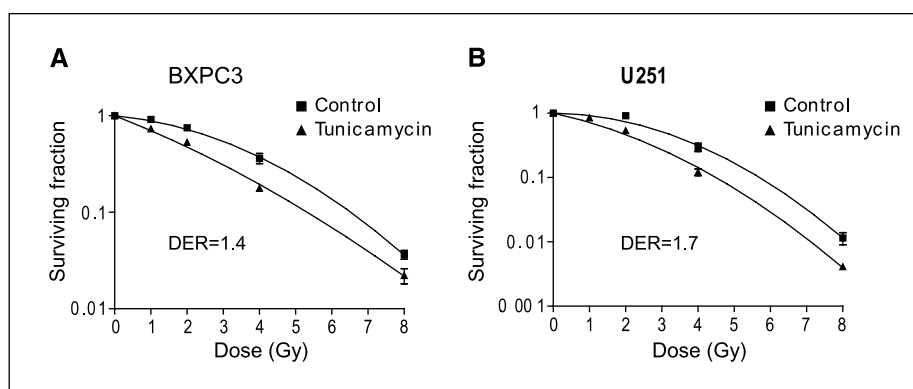 A
BXPC3
Control
Tunicamycin
Surviving fraction
1
0.1
0.01
DER=1.4
0 1 2 3 4 5 6 7 8
Dose (Gy)
B
U251
Control
Tunicamycin
Surviving fraction
1
0.1
0.01
0 001
DER=1.7
0 1 2 3 4 5 6 7 8
Dose (Gy)